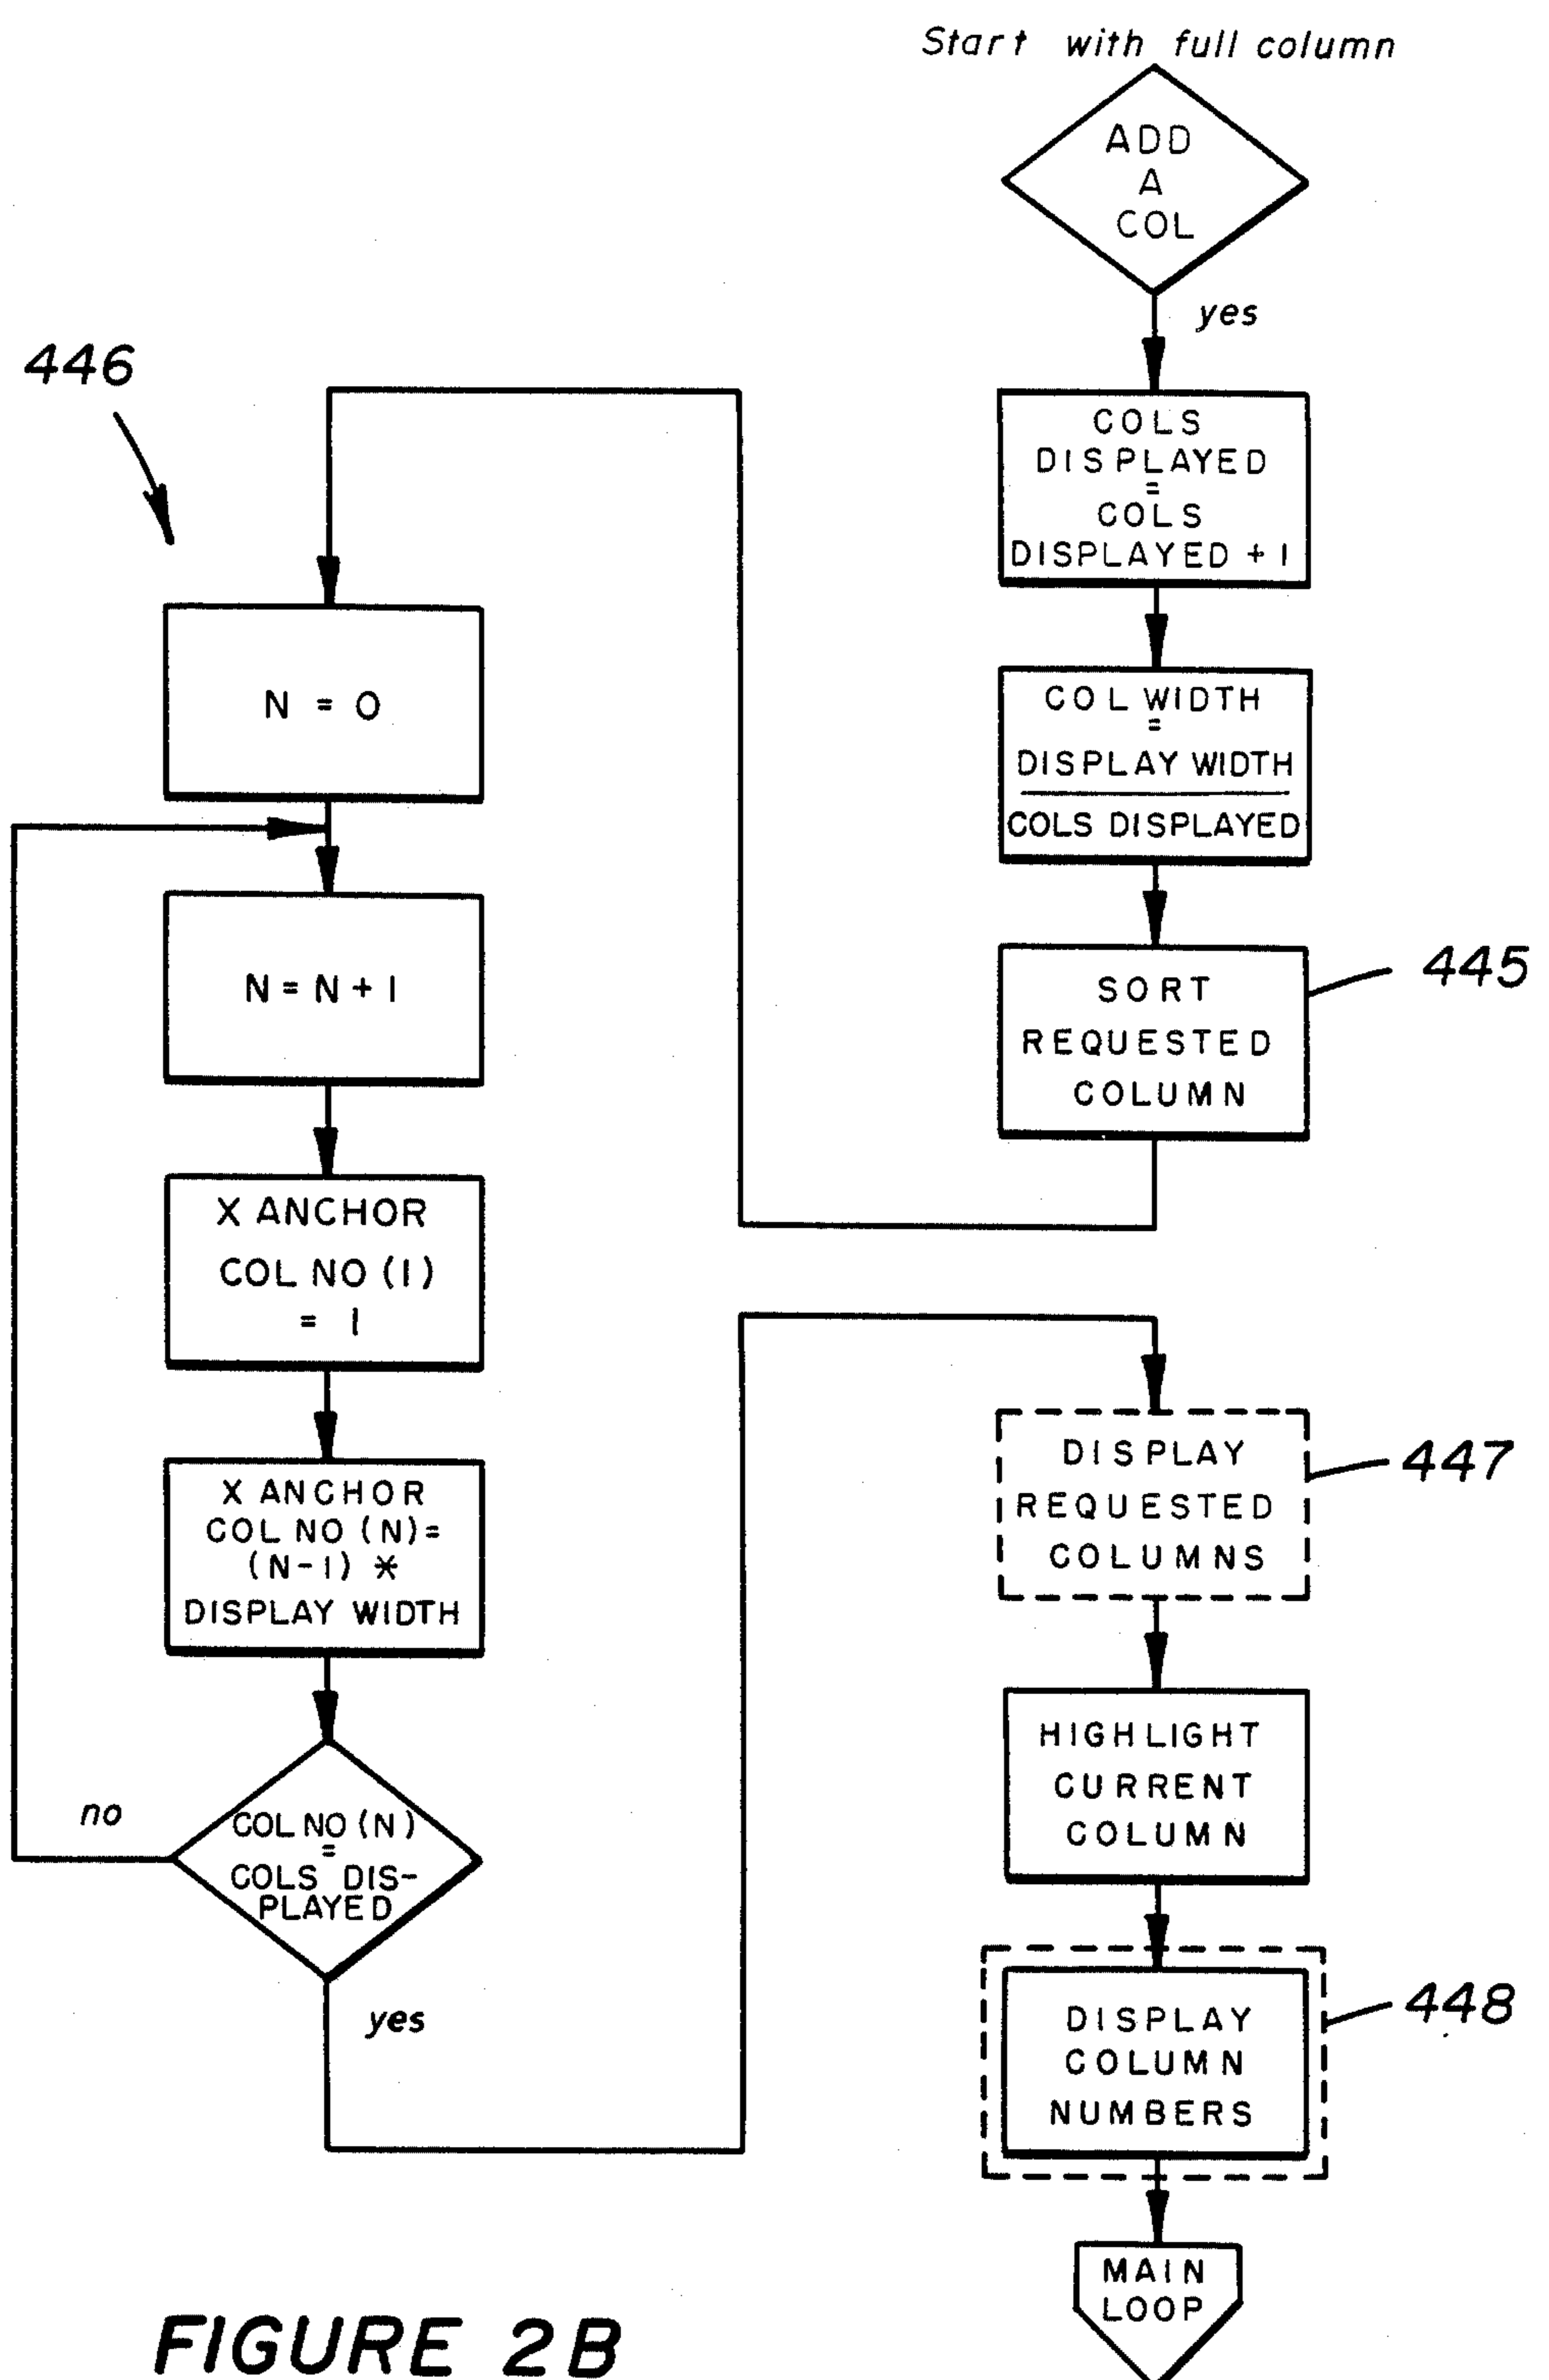 Start with full column
ADD
A
COL
yes
COLS
DISPLAYED
=
COLS
DISPLAYED + 1
COL WIDTH
=
DISPLAY WIDTH
COLS DISPLAYED
SORT
REQUESTED
COLUMN
445
446
N = 0
N = N + 1
X ANCHOR
COL NO (1)
= 1
X ANCHOR
COL NO (N) =
(N-1) *
DISPLAY WIDTH
COL NO (N)
=
COLS DIS-
PLAYED
no
yes
DISPLAY
REQUESTED
COLUMNS
447
HIGHLIGHT
CURRENT
COLUMN
DISPLAY
COLUMN
NUMBERS
448
MAIN
LOOP
FIGURE 2B